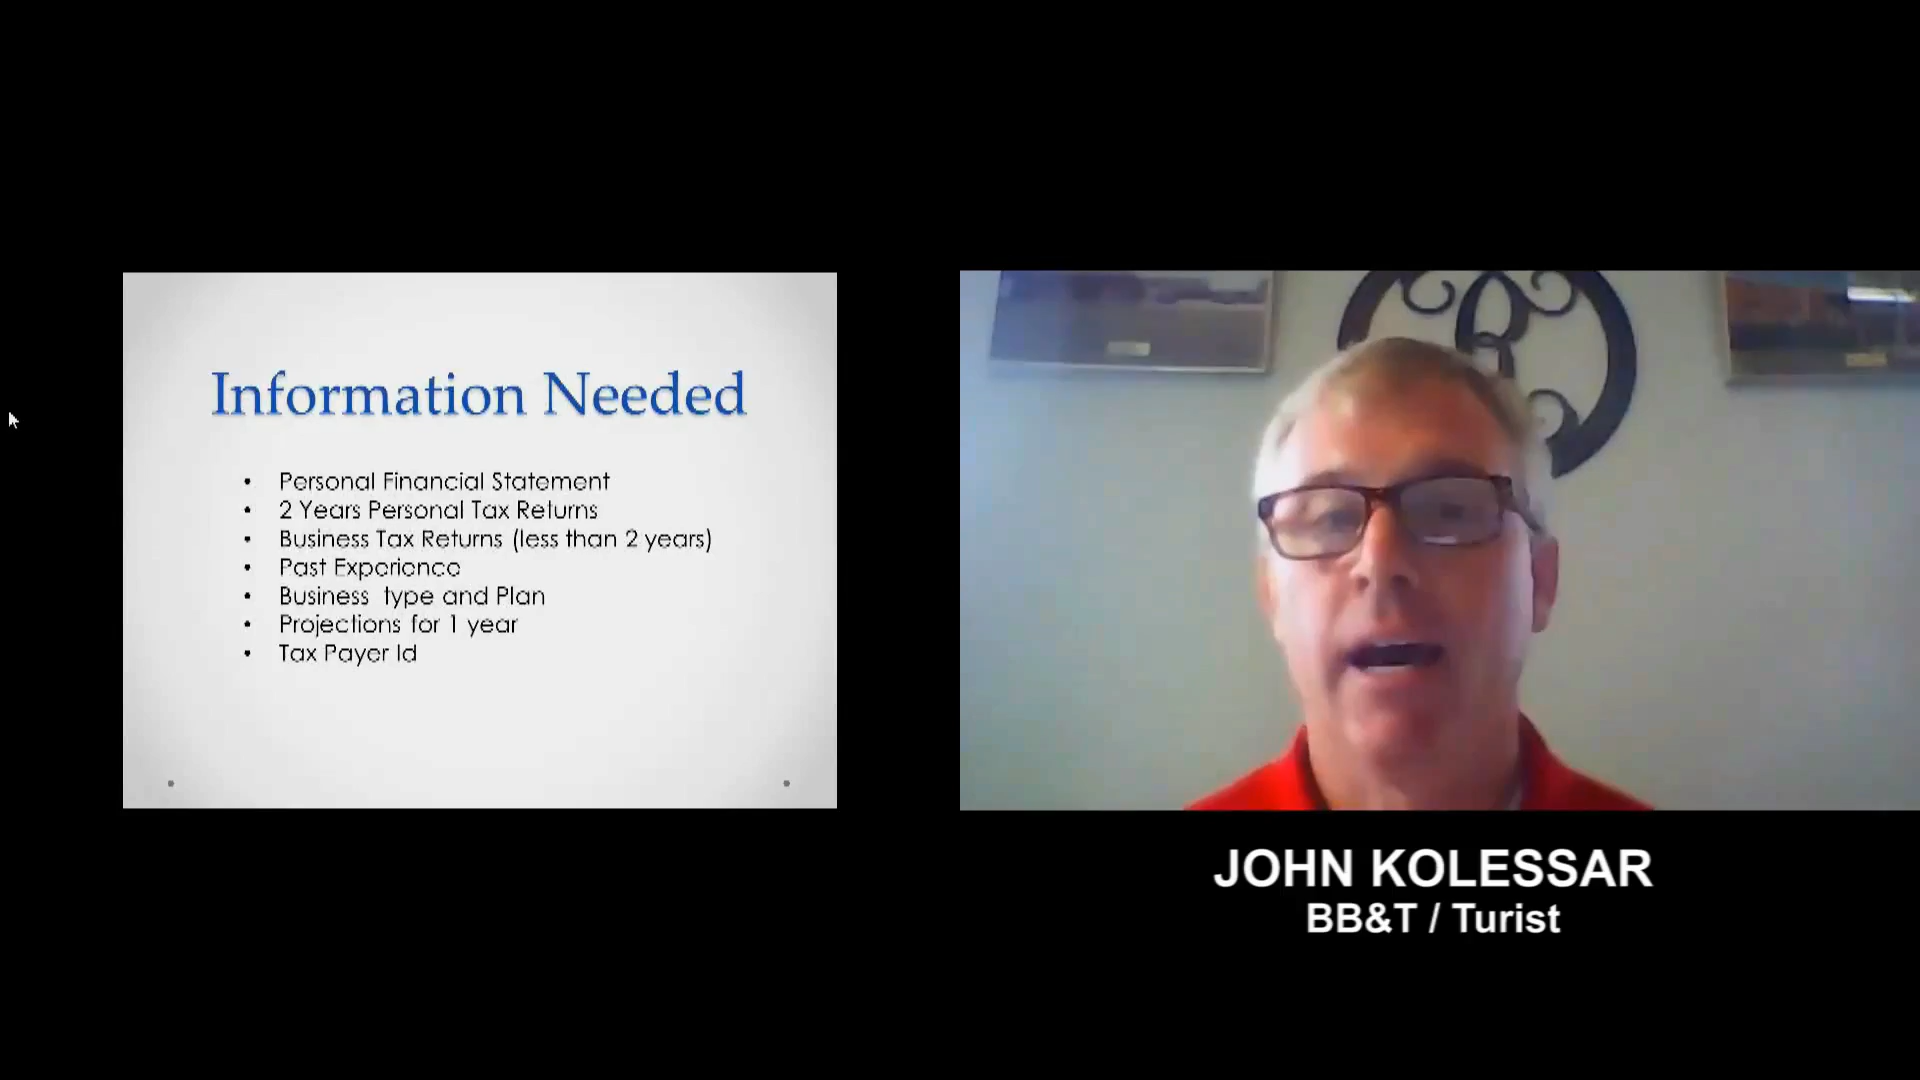 Information Needed
• Personal Financial Statement
• 2 Years Personal Tax Returns
• Business Tax Returns (less than 2 years)
• Past Experience
• Business type and Plan
• Projections for 1 year
• Tax Payer Id
R
JOHN KOLESSAR
BB&T / Turist